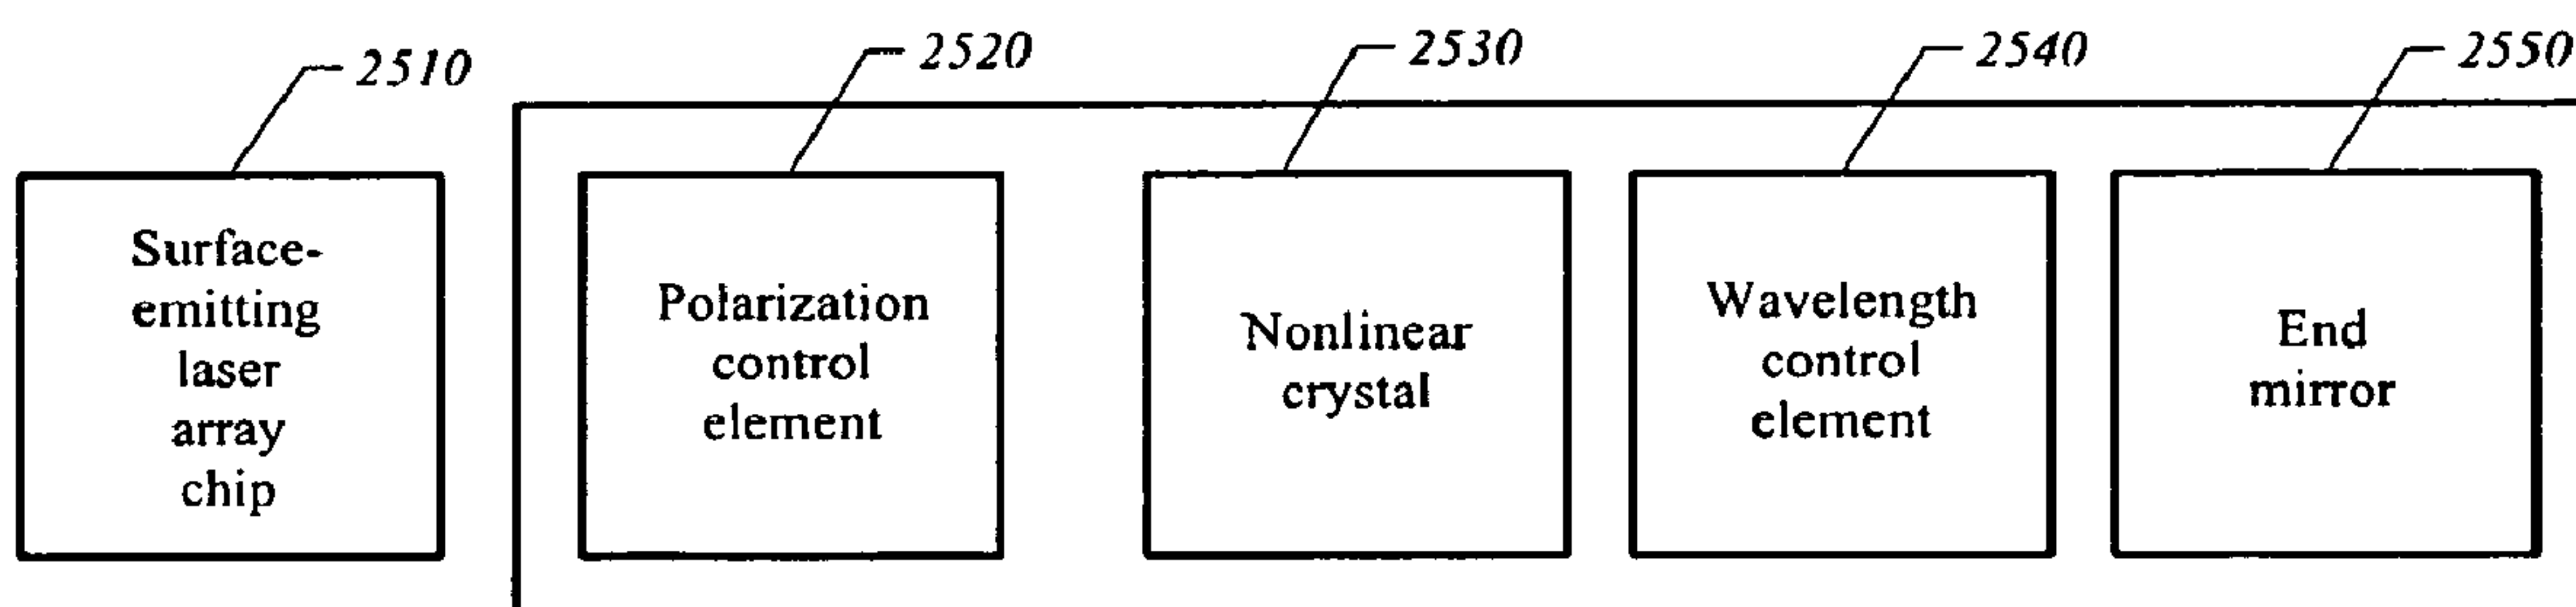 2510
2520
2530
2540
2550
Surface-
emitting
laser
array
chip
Polarization
control
element
Nonlinear
crystal
Wavelength
control
element
End
mirror